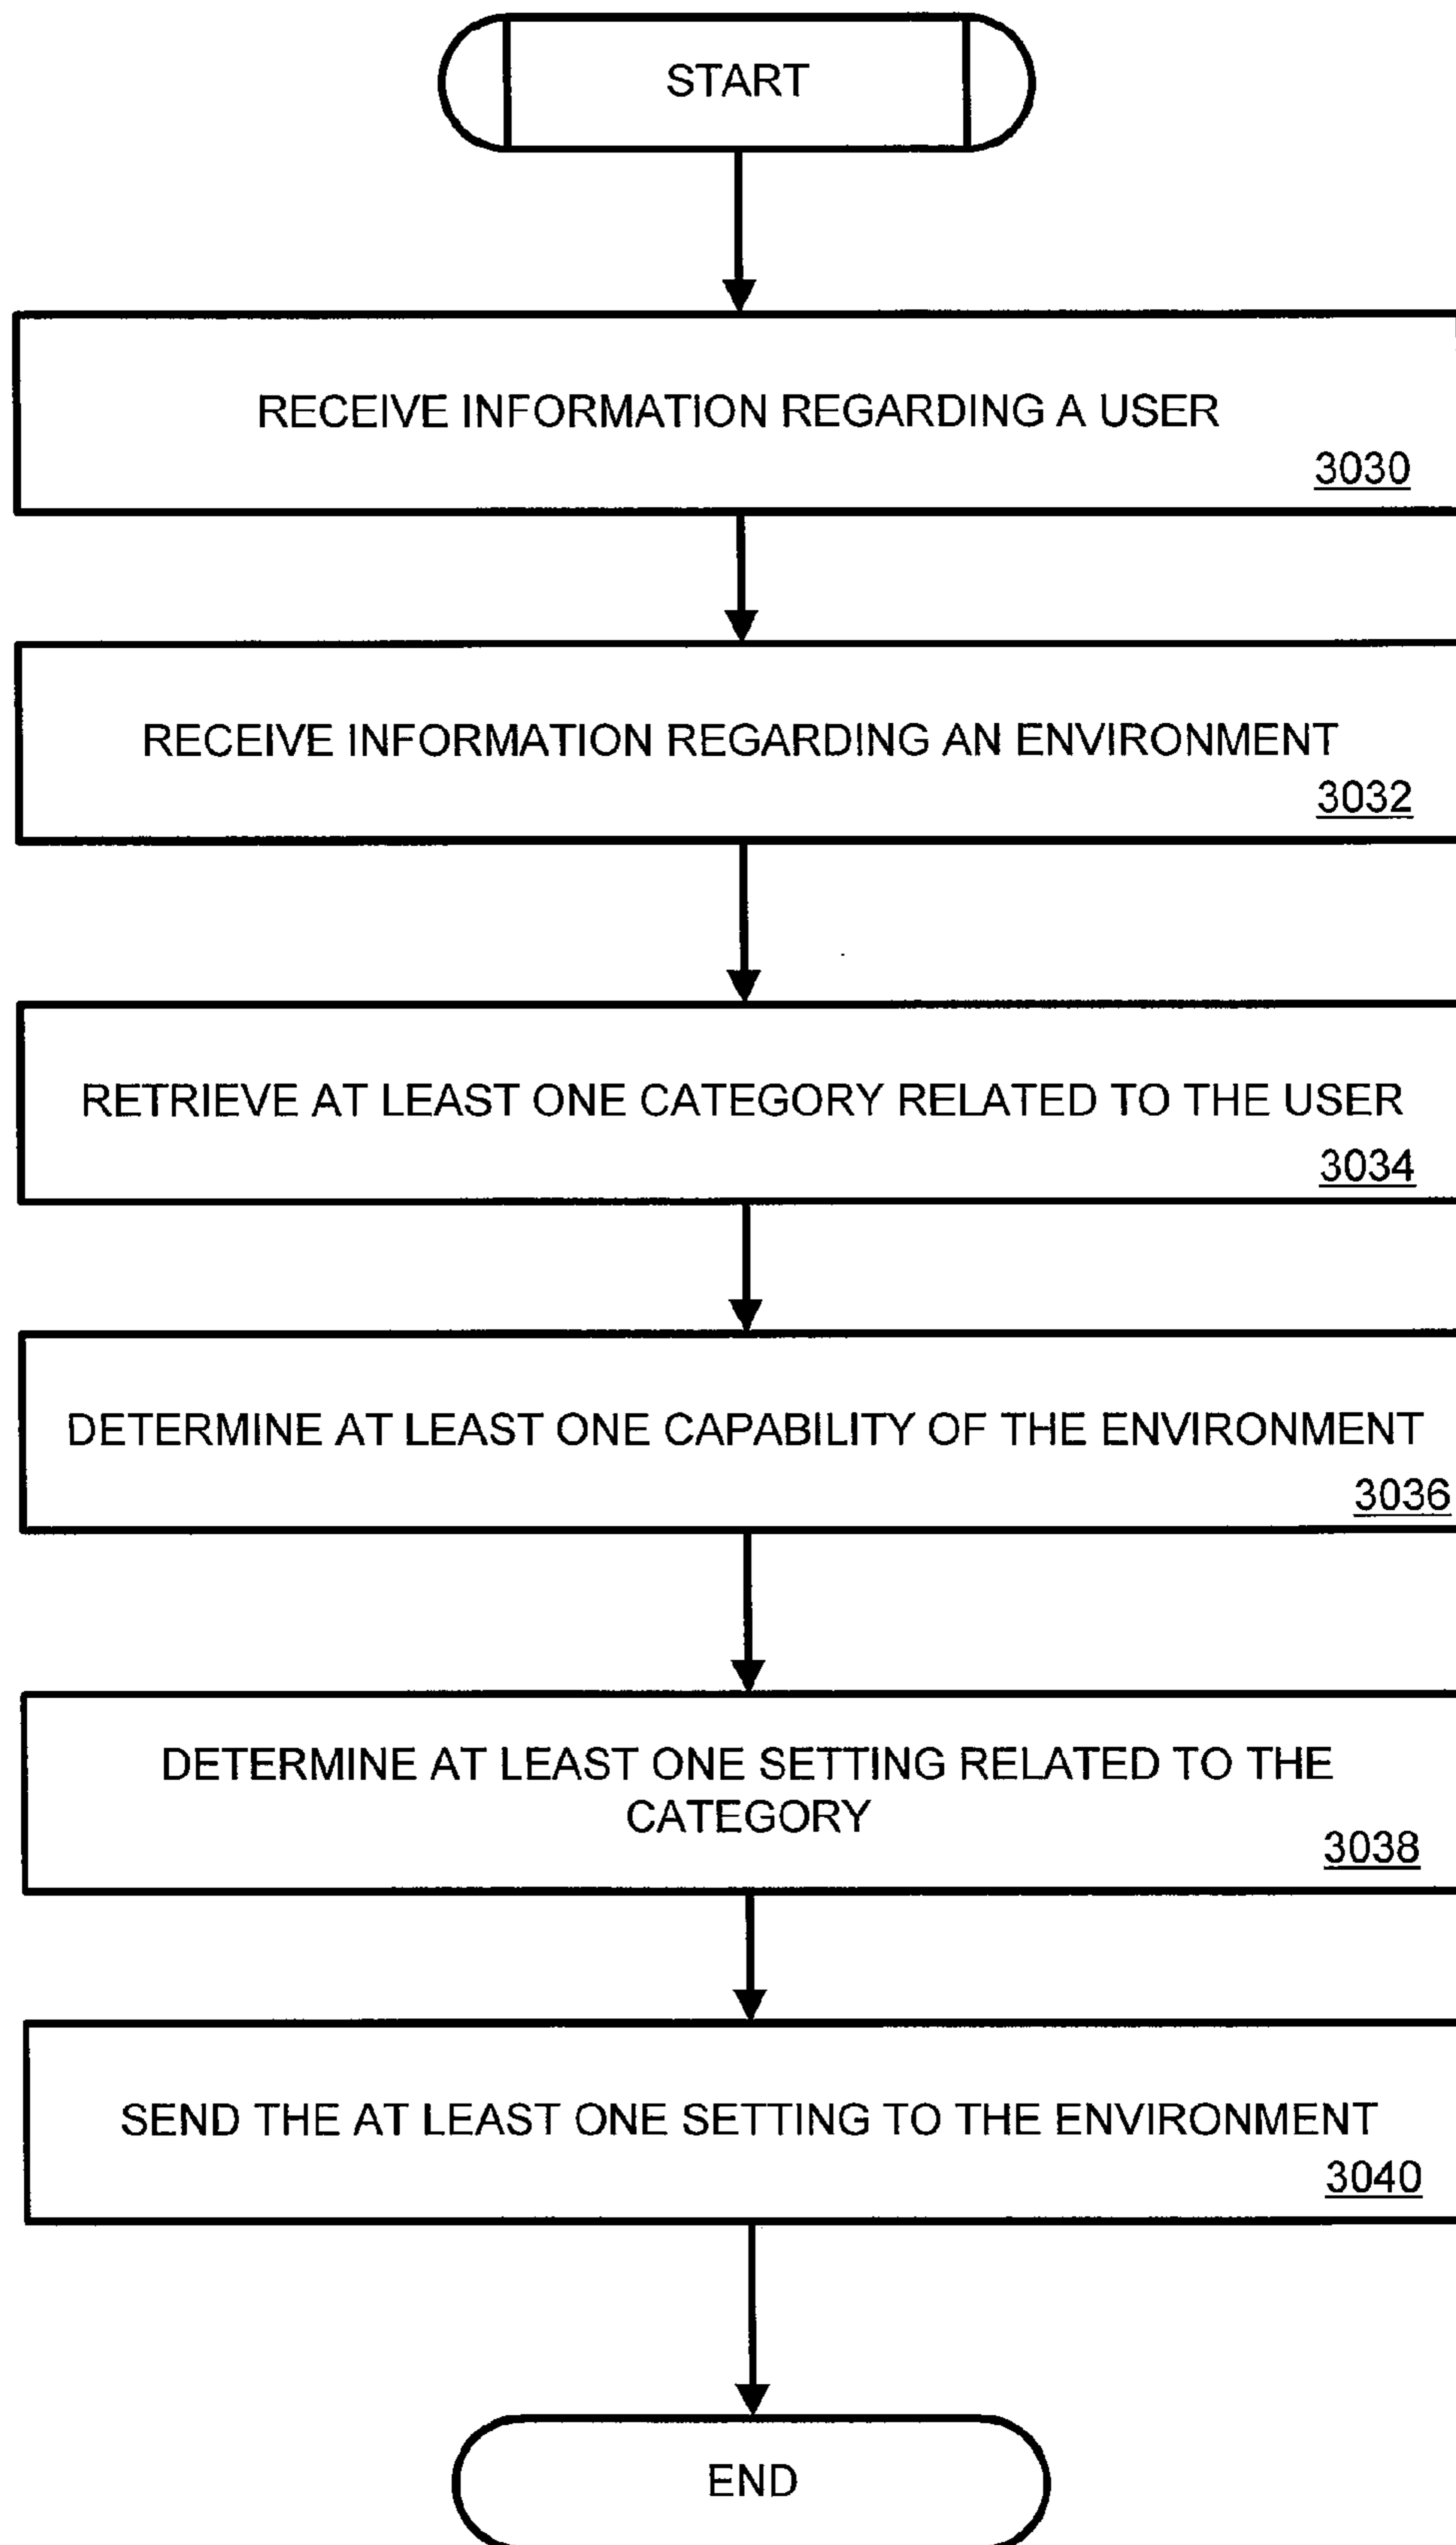 START
RECEIVE INFORMATION REGARDING A USER
3030
RECEIVE INFORMATION REGARDING AN ENVIRONMENT
3032
RETRIEVE AT LEAST ONE CATEGORY RELATED TO THE USER
3034
DETERMINE AT LEAST ONE CAPABILITY OF THE ENVIRONMENT
3036
DETERMINE AT LEAST ONE SETTING RELATED TO THE
CATEGORY
3038
SEND THE AT LEAST ONE SETTING TO THE ENVIRONMENT
3040
END